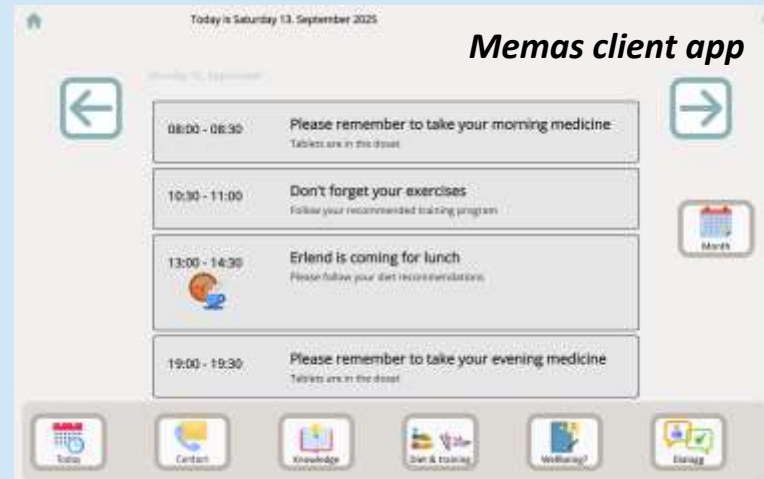 Today is Saturday 13. September 2025
Memas client app
08:00 - 08:30 Please remember to take your morning medicine
Tablets are in the doset
10:30 - 11:00 Don't forget your exercises
Follow your recommended training program
Month
13:00 - 14:30 Erlend is coming for lunch
Please follow your diet recommendations
19:00 - 19:30 Please remember to take your evening medicine
Tablets are in the doset
Today Contact Knowledge Diet & training Wellbeing? Dialogg